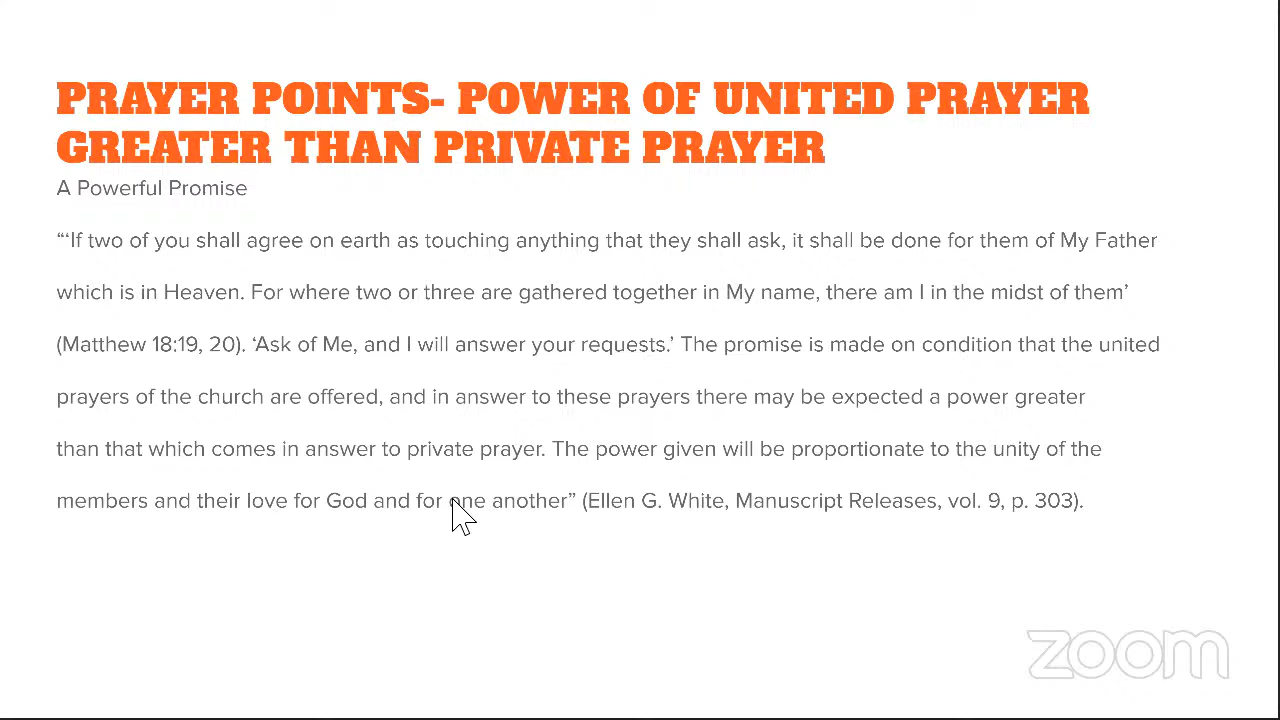 PRAYER POINTS- POWER OF UNITED PRAYER
GREATER THAN PRIVATE PRAYER
A Powerful Promise
“‘If two of you shall agree on earth as touching anything that they shall ask, it shall be done for them of My Father
which is in Heaven. For where two or three are gathered together in My name, there am I in the midst of them’
(Matthew 18:19, 20). ‘Ask of Me, and I will answer your requests.’ The promise is made on condition that the united
prayers of the church are offered, and in answer to these prayers there may be expected a power greater
than that which comes in answer to private prayer. The power given will be proportionate to the unity of the
members and their love for God and for one another” (Ellen G. White, Manuscript Releases, vol. 9, p. 303).
zoom